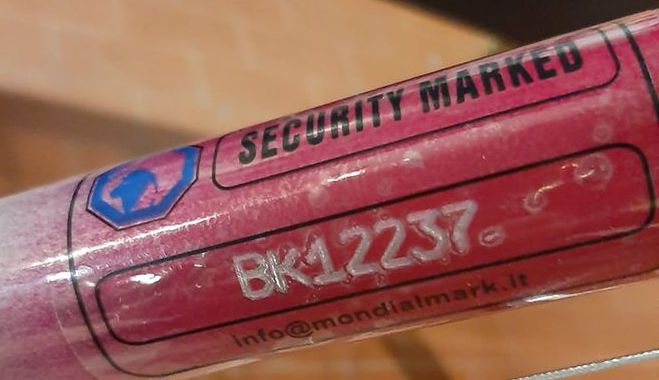 SECURITY MARKED
BK12237
info@mondialmark.it